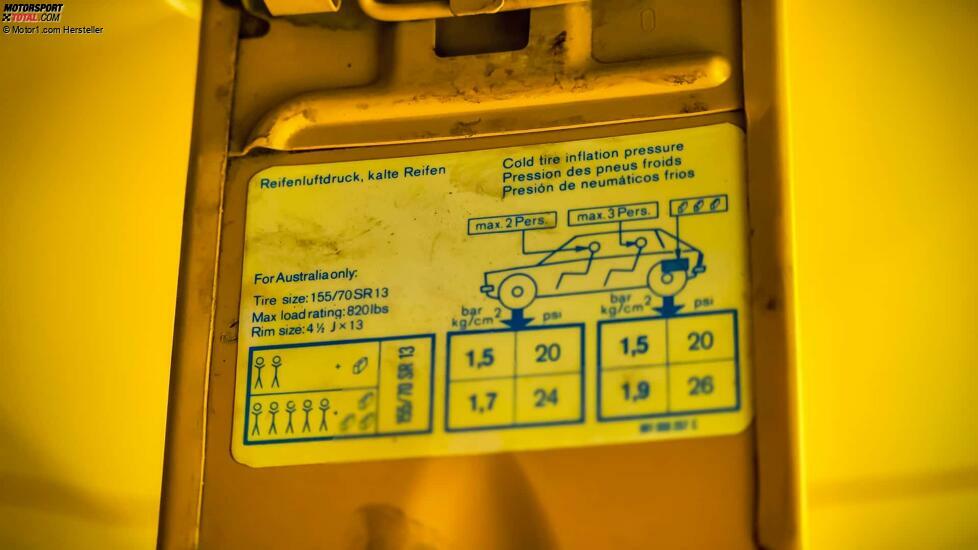 MOTORSPORT
TOTAL.COM
© Motor1.com Hersteller
Reifenluftdruck, kalte Reifen
Cold tire inflation pressure
Pression des pneus froids
Presión de neumáticos frios
max. 2 Pers.
max. 3 Pers.
For Australia only:
Tire size: 155/70 SR 13
Max load rating: 820 lbs
Rim size: 4½ J x 13
bar
kg/cm²
psi
bar
kg/cm²
psi
155/70 SR 13
1,5 20
1,5 20
1,7 24
1,9 26